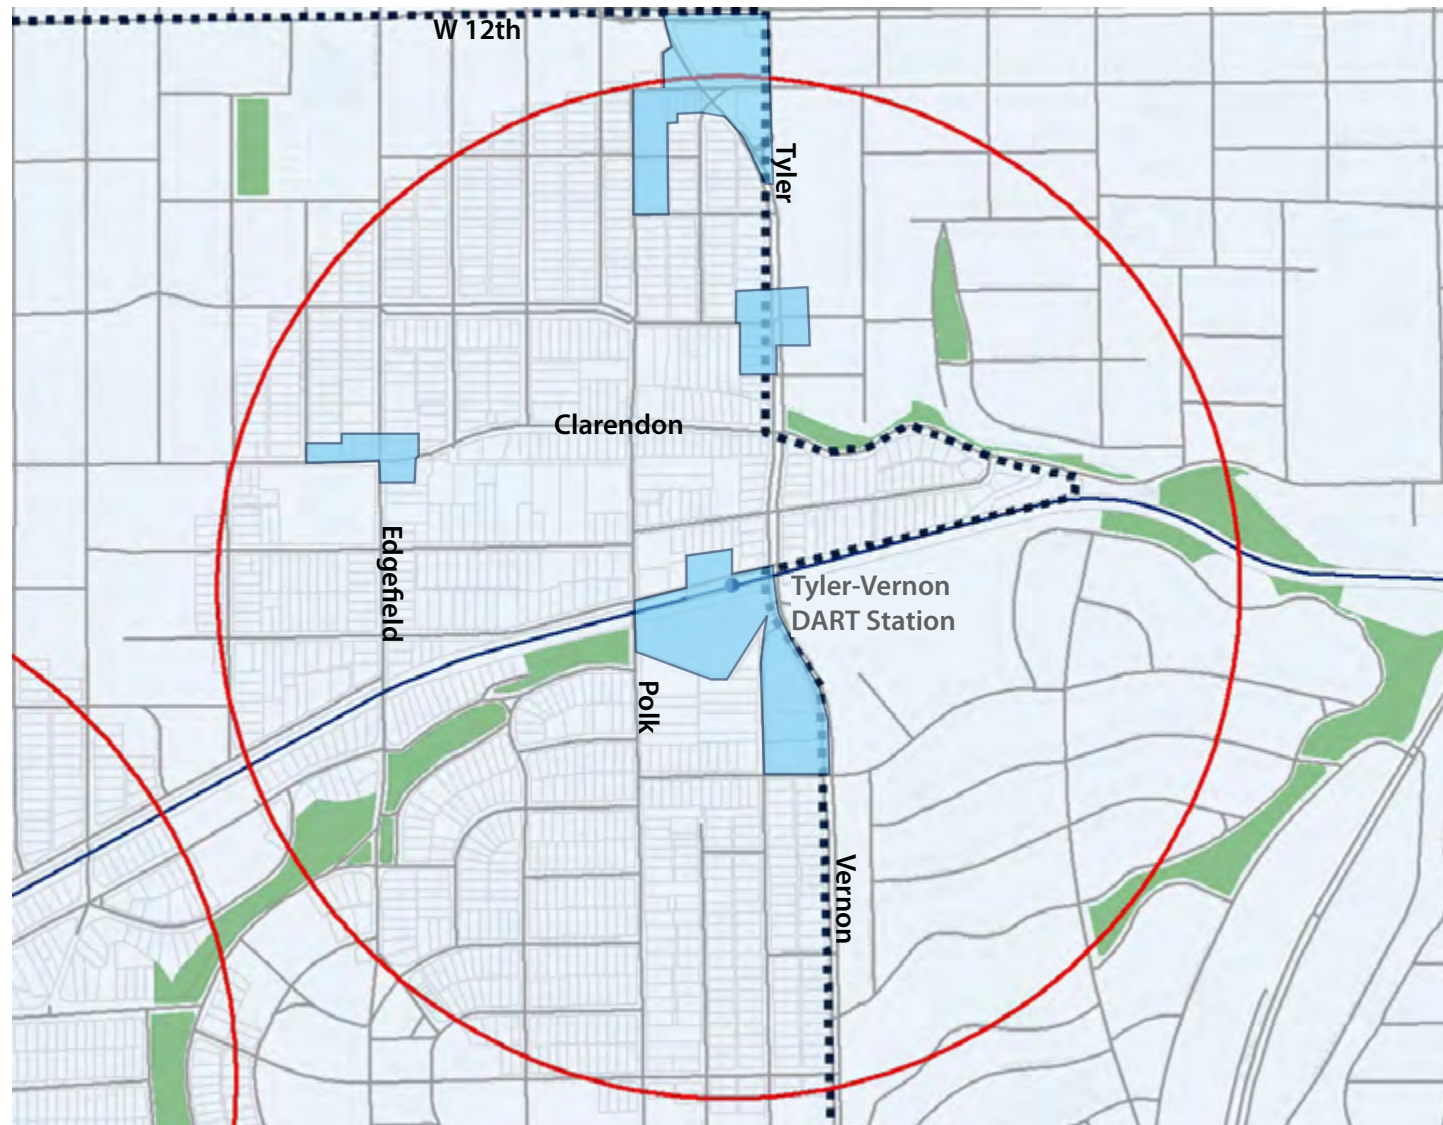 W 12th
Tyler
Clarendon
Edgefield
Tyler-Vernon
DART Station
Polk
Vernon